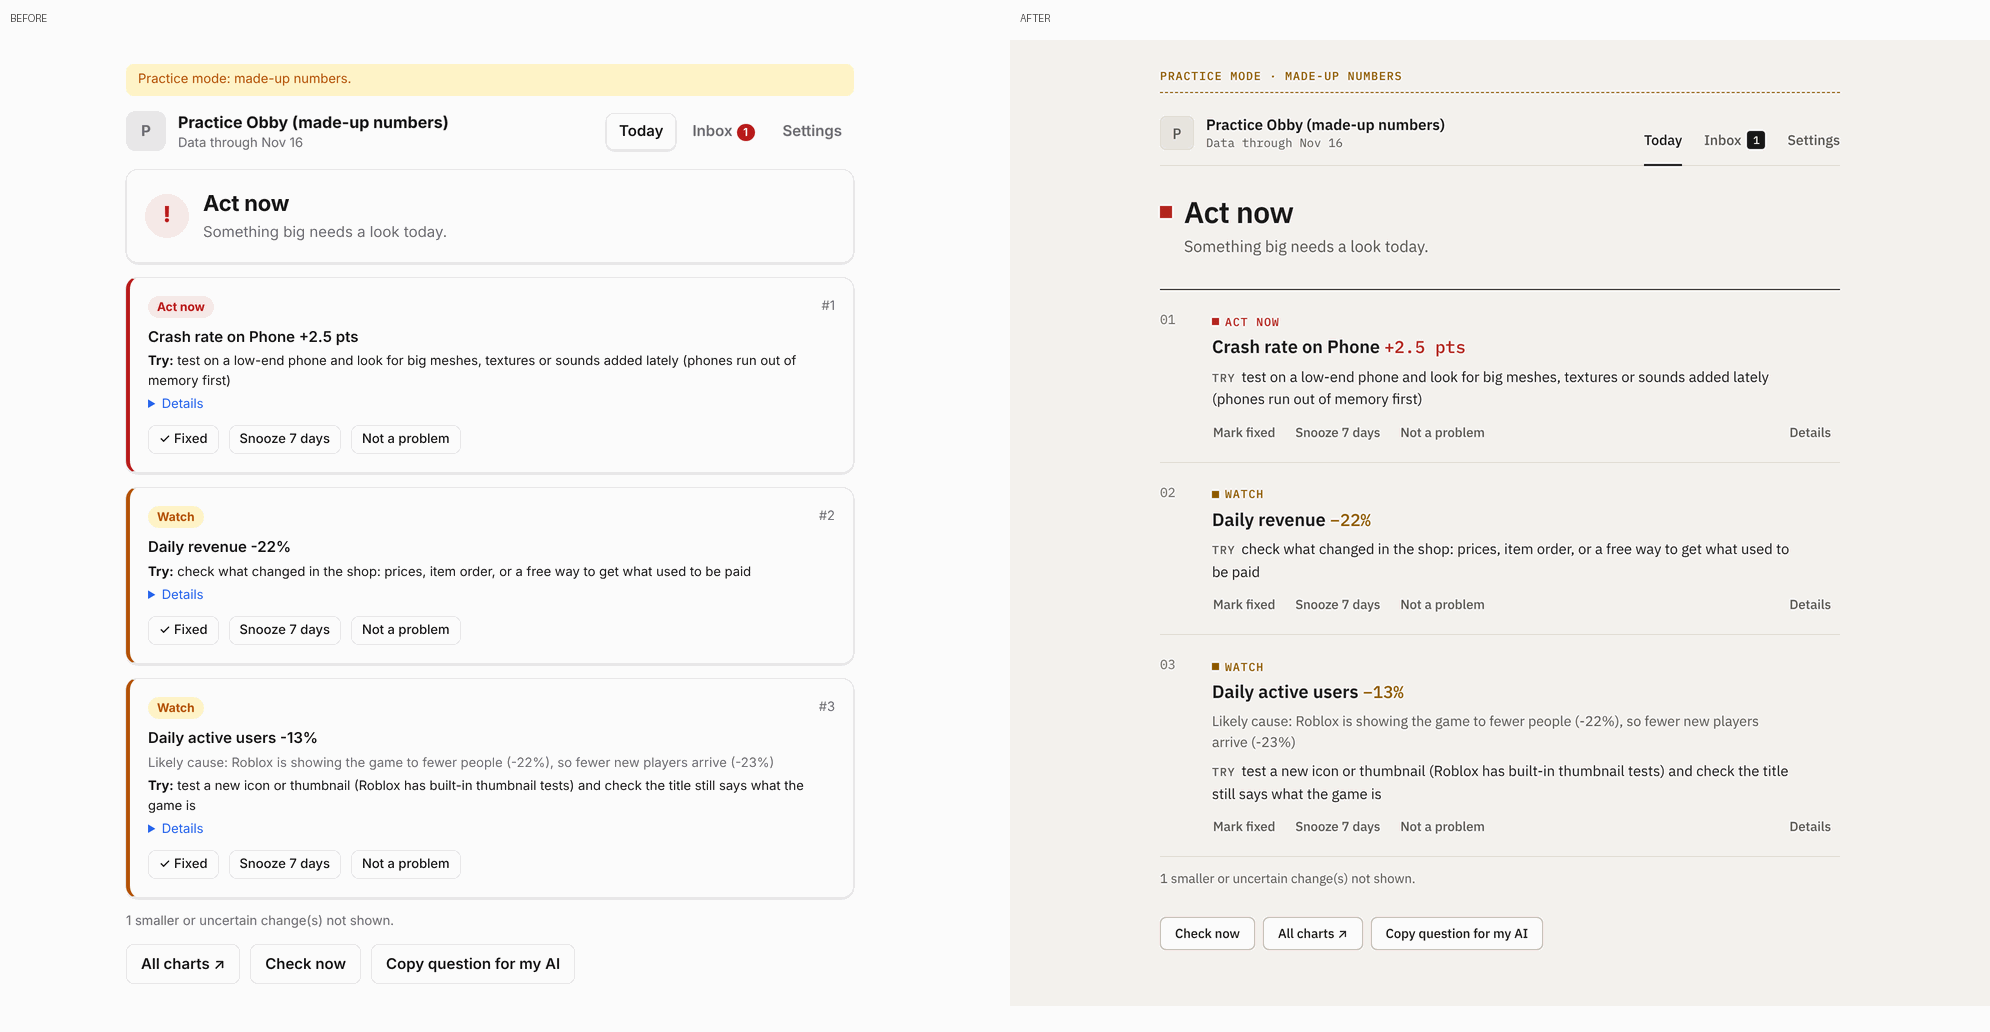 BEFORE
Practice mode: made-up numbers.
P
Practice Obby (made-up numbers)
Data through Nov 16
Today
Inbox 1
Settings
!
Act now
Something big needs a look today.
Act now
#1
Crash rate on Phone +2.5 pts
Try: test on a low-end phone and look for big meshes, textures or sounds added lately (phones run out of
memory first)
▶ Details
✓ Fixed
Snooze 7 days
Not a problem
Watch
#2
Daily revenue -22%
Try: check what changed in the shop: prices, item order, or a free way to get what used to be paid
▶ Details
✓ Fixed
Snooze 7 days
Not a problem
Watch
#3
Daily active users -13%
Likely cause: Roblox is showing the game to fewer people (-22%), so fewer new players arrive (-23%)
Try: test a new icon or thumbnail (Roblox has built-in thumbnail tests) and check the title still says what the
game is
▶ Details
✓ Fixed
Snooze 7 days
Not a problem
1 smaller or uncertain change(s) not shown.
All charts ↗
Check now
Copy question for my AI
AFTER
PRACTICE MODE · MADE-UP NUMBERS
P
Practice Obby (made-up numbers)
Data through Nov 16
Today
Inbox 1
Settings
Act now
Something big needs a look today.
01
ACT NOW
Crash rate on Phone +2.5 pts
TRY test on a low-end phone and look for big meshes, textures or sounds added lately
(phones run out of memory first)
Mark fixed
Snooze 7 days
Not a problem
Details
02
WATCH
Daily revenue −22%
TRY check what changed in the shop: prices, item order, or a free way to get what used to
be paid
Mark fixed
Snooze 7 days
Not a problem
Details
03
WATCH
Daily active users −13%
Likely cause: Roblox is showing the game to fewer people (-22%), so fewer new players
arrive (-23%)
TRY test a new icon or thumbnail (Roblox has built-in thumbnail tests) and check the title
still says what the game is
Mark fixed
Snooze 7 days
Not a problem
Details
1 smaller or uncertain change(s) not shown.
Check now
All charts ↗
Copy question for my AI